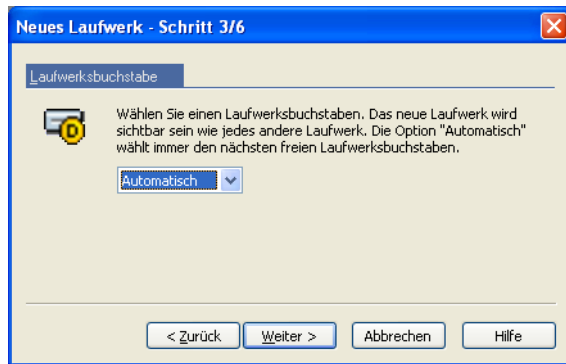 Neues Laufwerk - Schritt 3/6
Laufwerksbuchstabe
D
Wählen Sie einen Laufwerksbuchstaben. Das neue Laufwerk wird
sichtbar sein wie jedes andere Laufwerk. Die Option "Automatisch"
wählt immer den nächsten freien Laufwerksbuchstaben.
Automatisch
< Zurück   Weiter >   Abbrechen   Hilfe